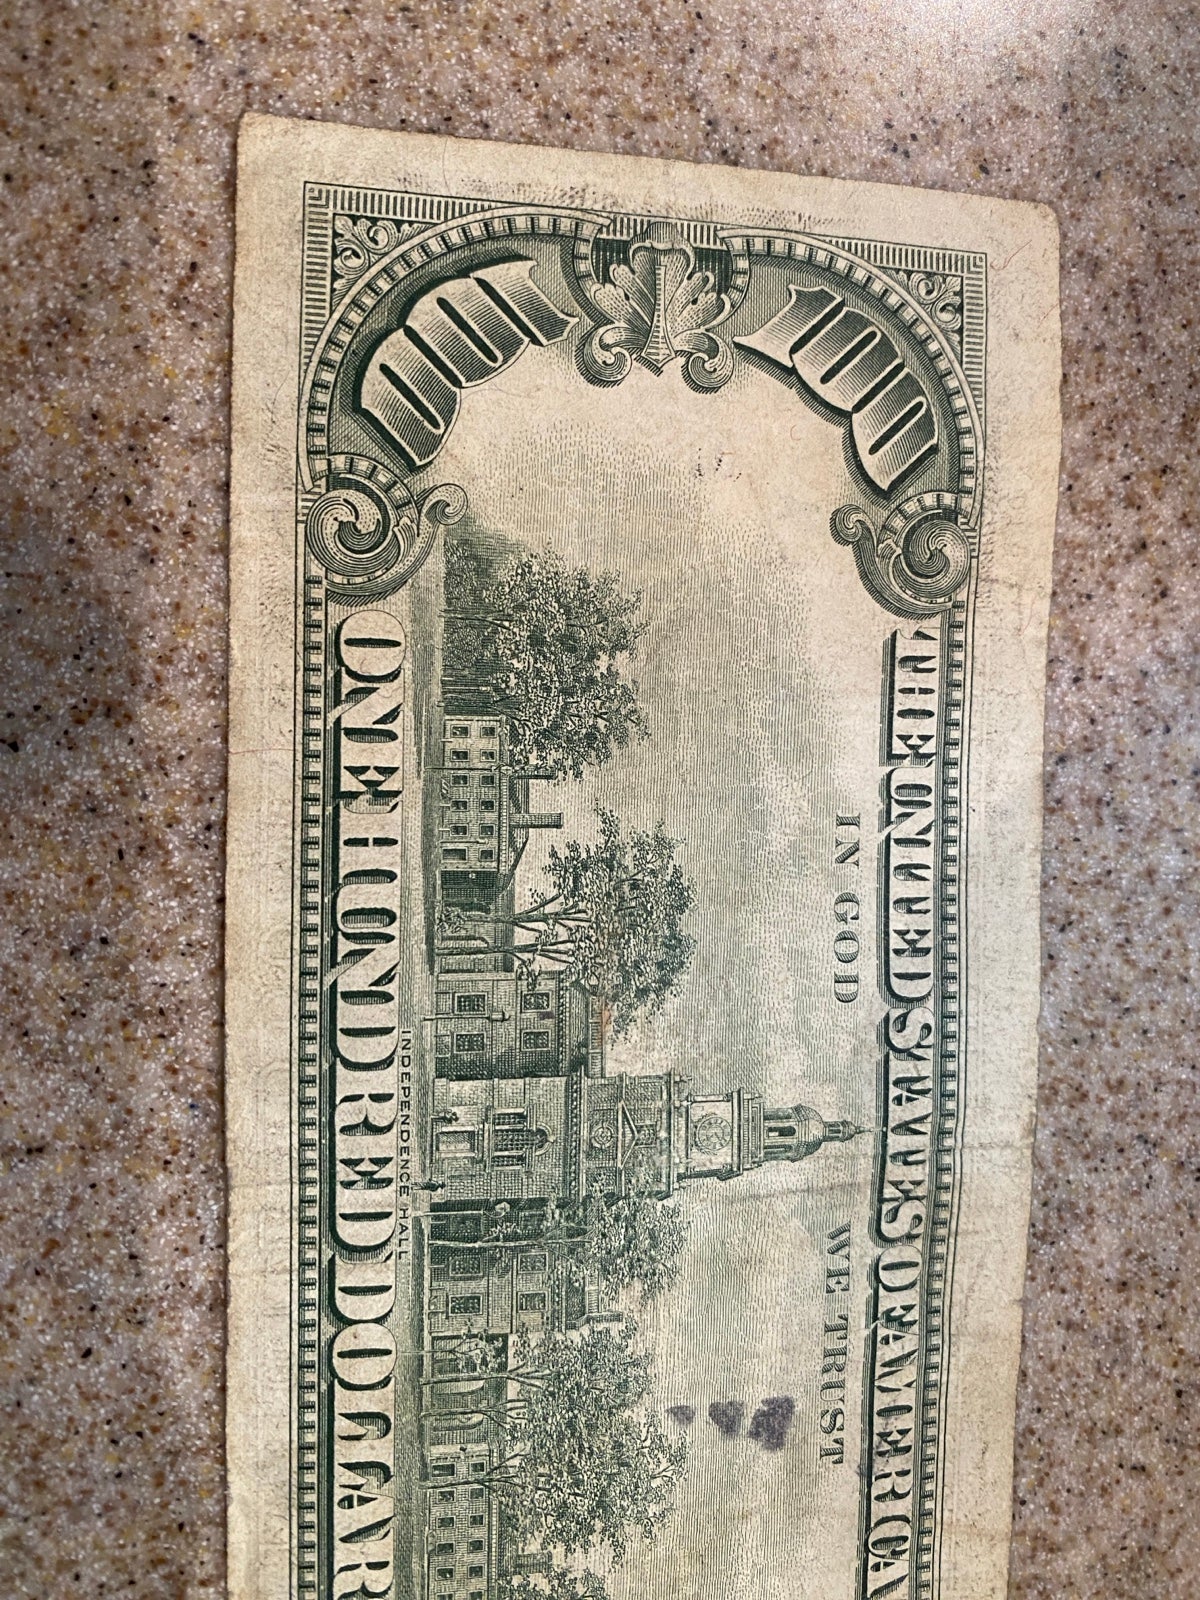 100
100
THE UNITED STATES OF AMERICA
IN GOD
WE TRUST
INDEPENDENCE HALL
ONE HUNDRED DOLLAR